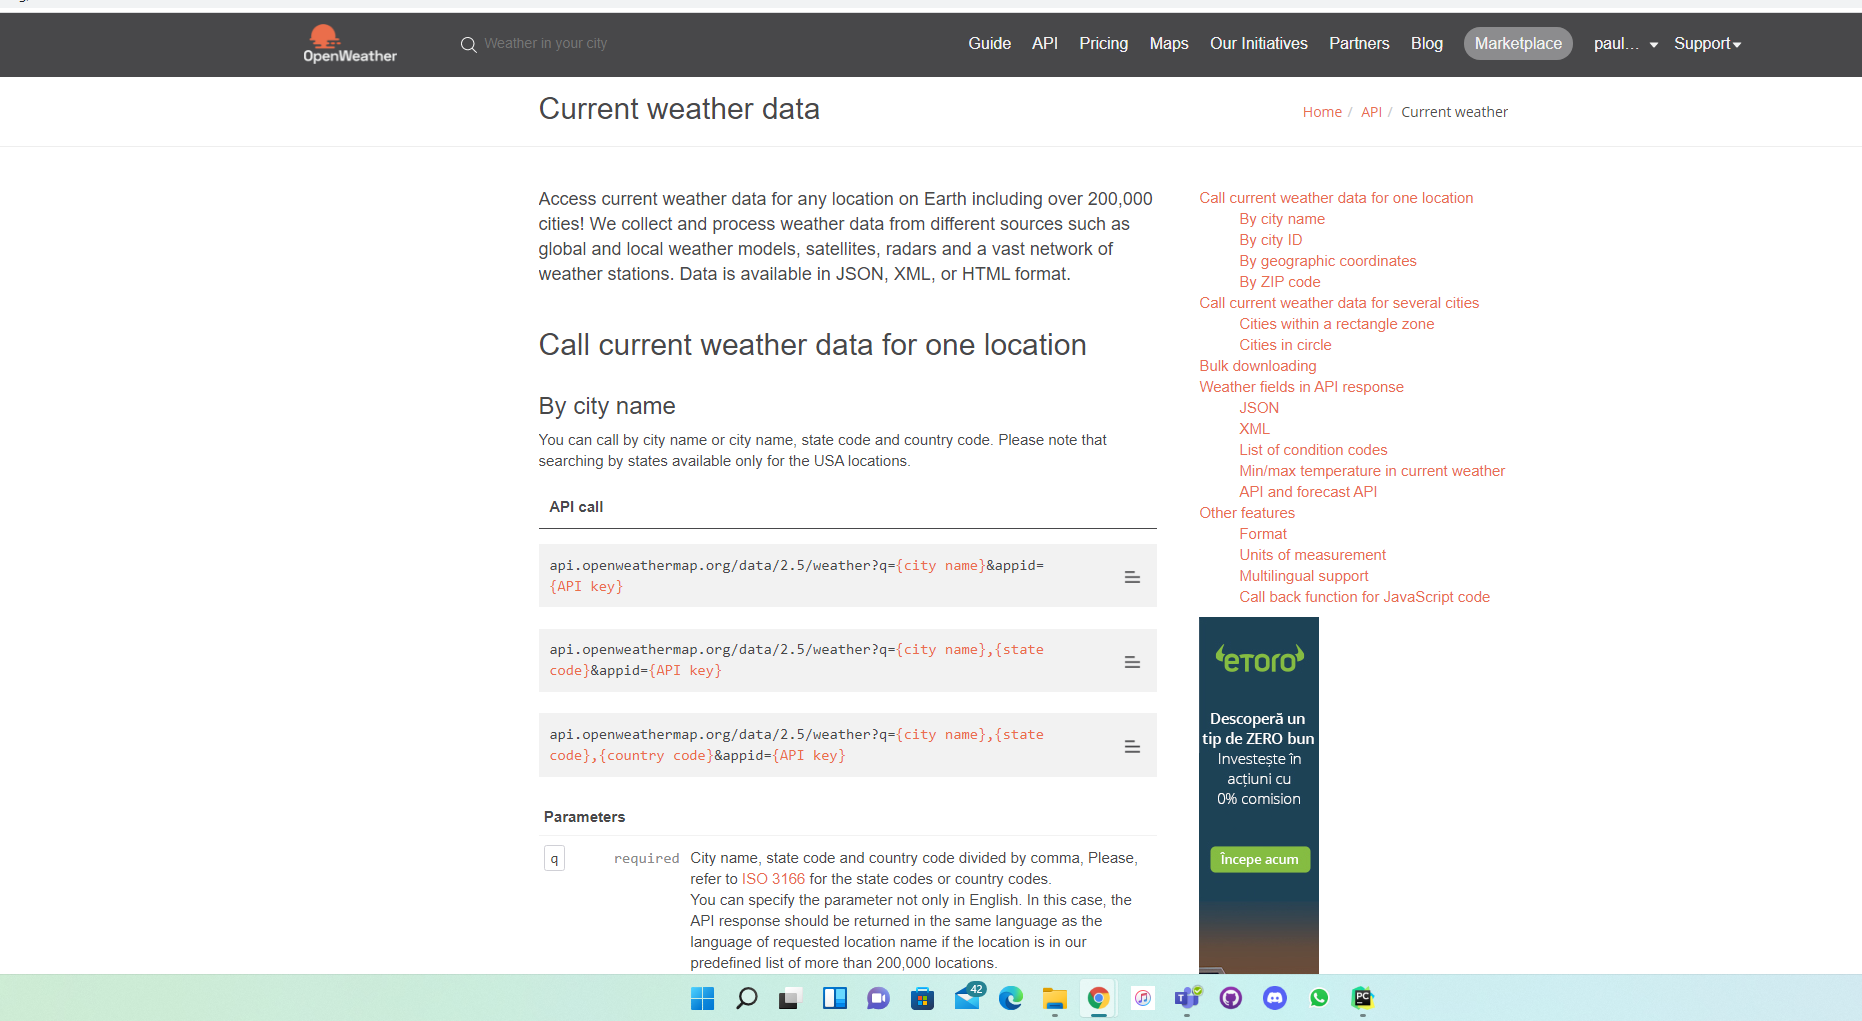 OpenWeather
Weather in your city
Guide API Pricing Maps Our Initiatives Partners Blog Marketplace paul... Support
Current weather data
Home / API / Current weather
Access current weather data for any location on Earth including over 200,000
cities! We collect and process weather data from different sources such as
global and local weather models, satellites, radars and a vast network of
weather stations. Data is available in JSON, XML, or HTML format.
Call current weather data for one location
By city name
You can call by city name or city name, state code and country code. Please note that
searching by states available only for the USA locations.
API call
api.openweathermap.org/data/2.5/weather?q={city name}&appid=
{API key}
api.openweathermap.org/data/2.5/weather?q={city name},{state
code}&appid={API key}
api.openweathermap.org/data/2.5/weather?q={city name},{state
code},{country code}&appid={API key}
Parameters
q required City name, state code and country code divided by comma, Please,
refer to ISO 3166 for the state codes or country codes.
You can specify the parameter not only in English. In this case, the
API response should be returned in the same language as the
language of requested location name if the location is in our
predefined list of more than 200,000 locations.
Call current weather data for one location
By city name
By city ID
By geographic coordinates
By ZIP code
Call current weather data for several cities
Cities within a rectangle zone
Cities in circle
Bulk downloading
Weather fields in API response
JSON
XML
List of condition codes
Min/max temperature in current weather
API and forecast API
Other features
Format
Units of measurement
Multilingual support
Call back function for JavaScript code
eToro
Descoperă un
tip de ZERO bun
Investește în
acțiuni cu
0% comision
Începe acum
42
T
PC